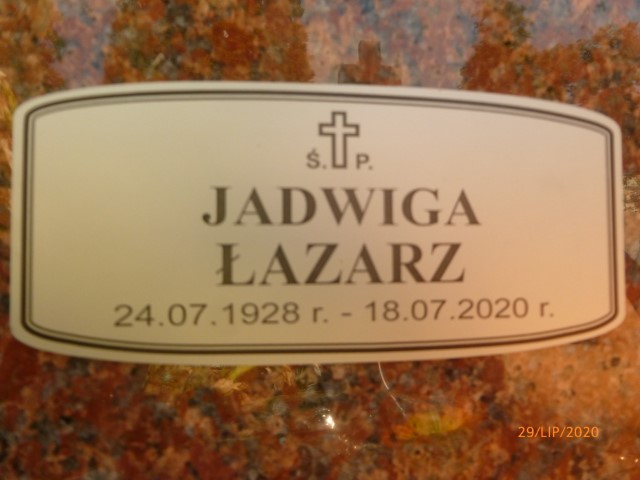 Ś. P.
JADWIGA
ŁAZARZ
24.07.1928 r. - 18.07.2020 r.
29/LIP/2020